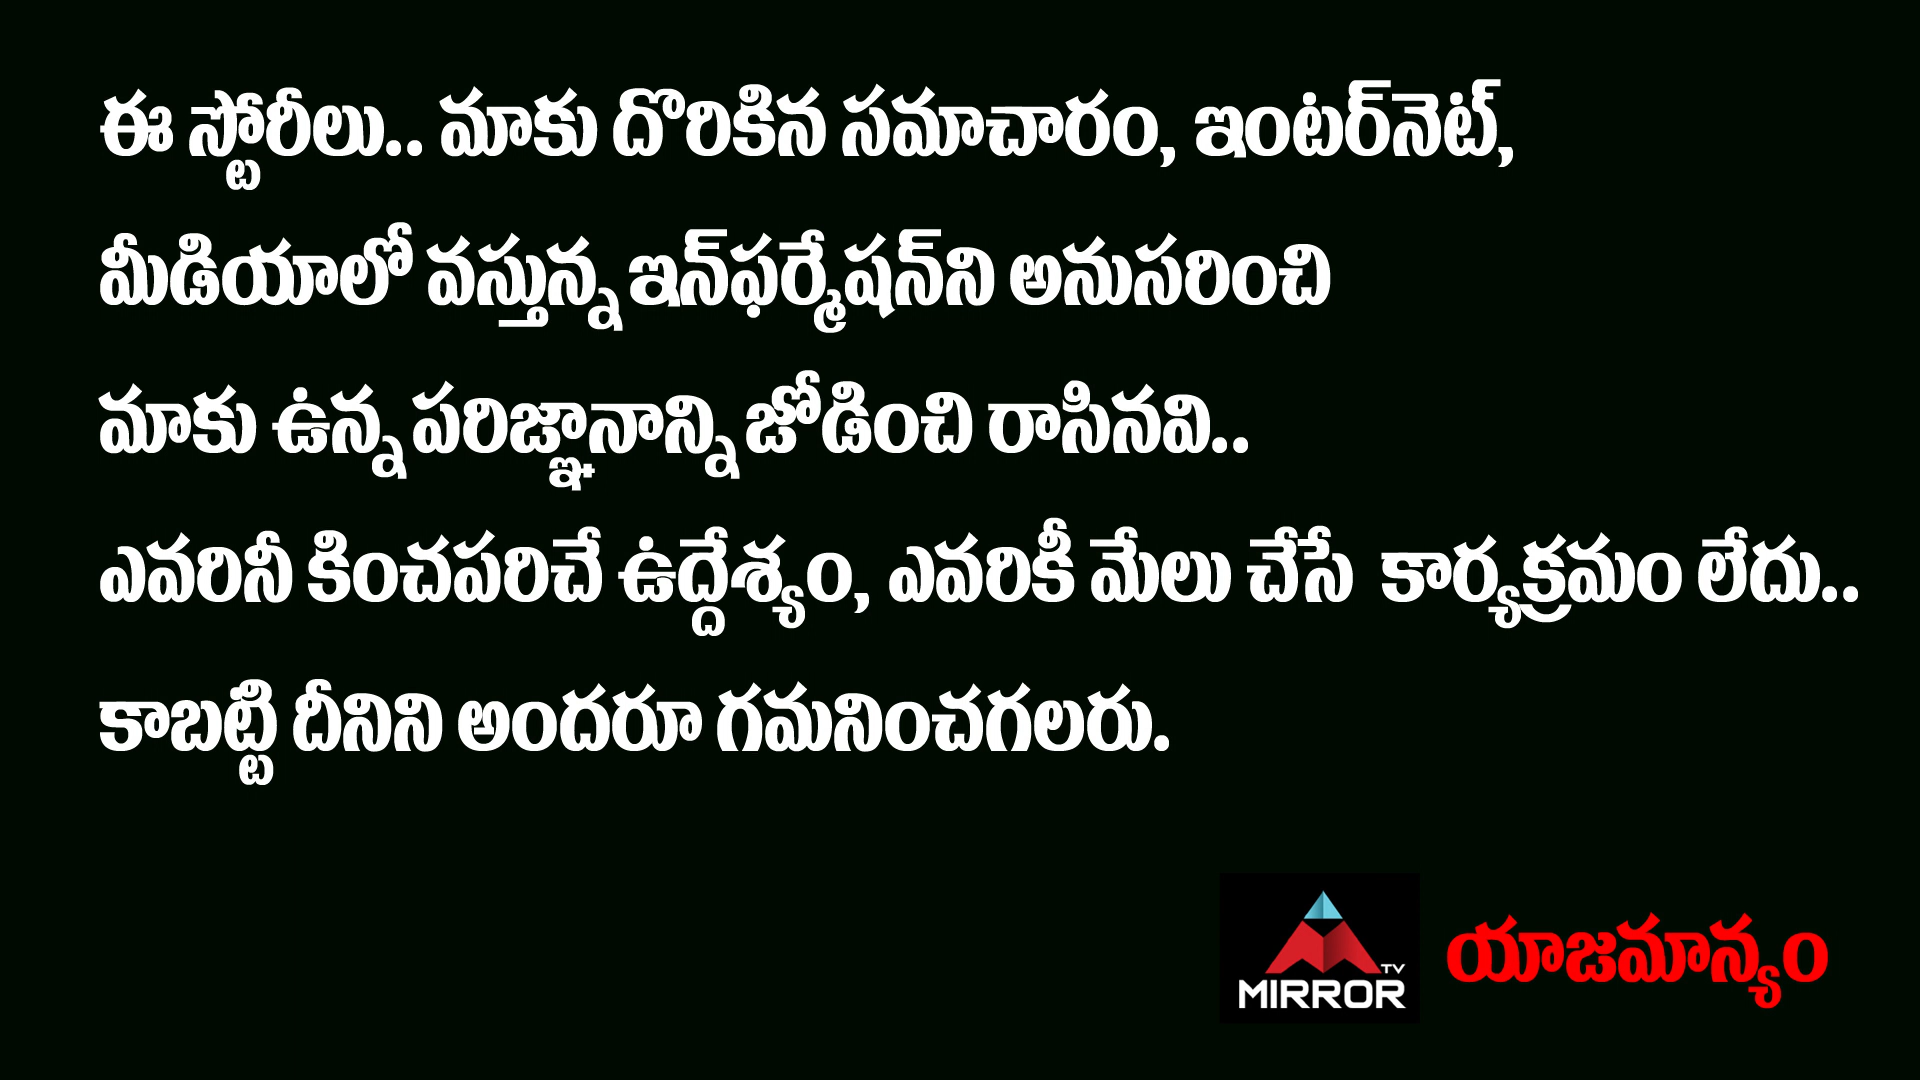 ఈ స్టోరీలు.. మాకు దొరికిన సమాచారం, ఇంటర్‌నెట్,
మీడియాలో వస్తున్న ఇన్‌ఫర్మేషన్‌ని అనుసరించి
మాకు ఉన్న పరిజ్ఞానాన్ని జోడించి రాసినవి..
ఎవరినీ కించపరిచే ఉద్దేశ్యం, ఎవరికీ మేలు చేసే  కార్యక్రమం లేదు..
కాబట్టి దీనిని అందరూ గమనించగలరు.
TV
MIRROR
యాజమాన్యం